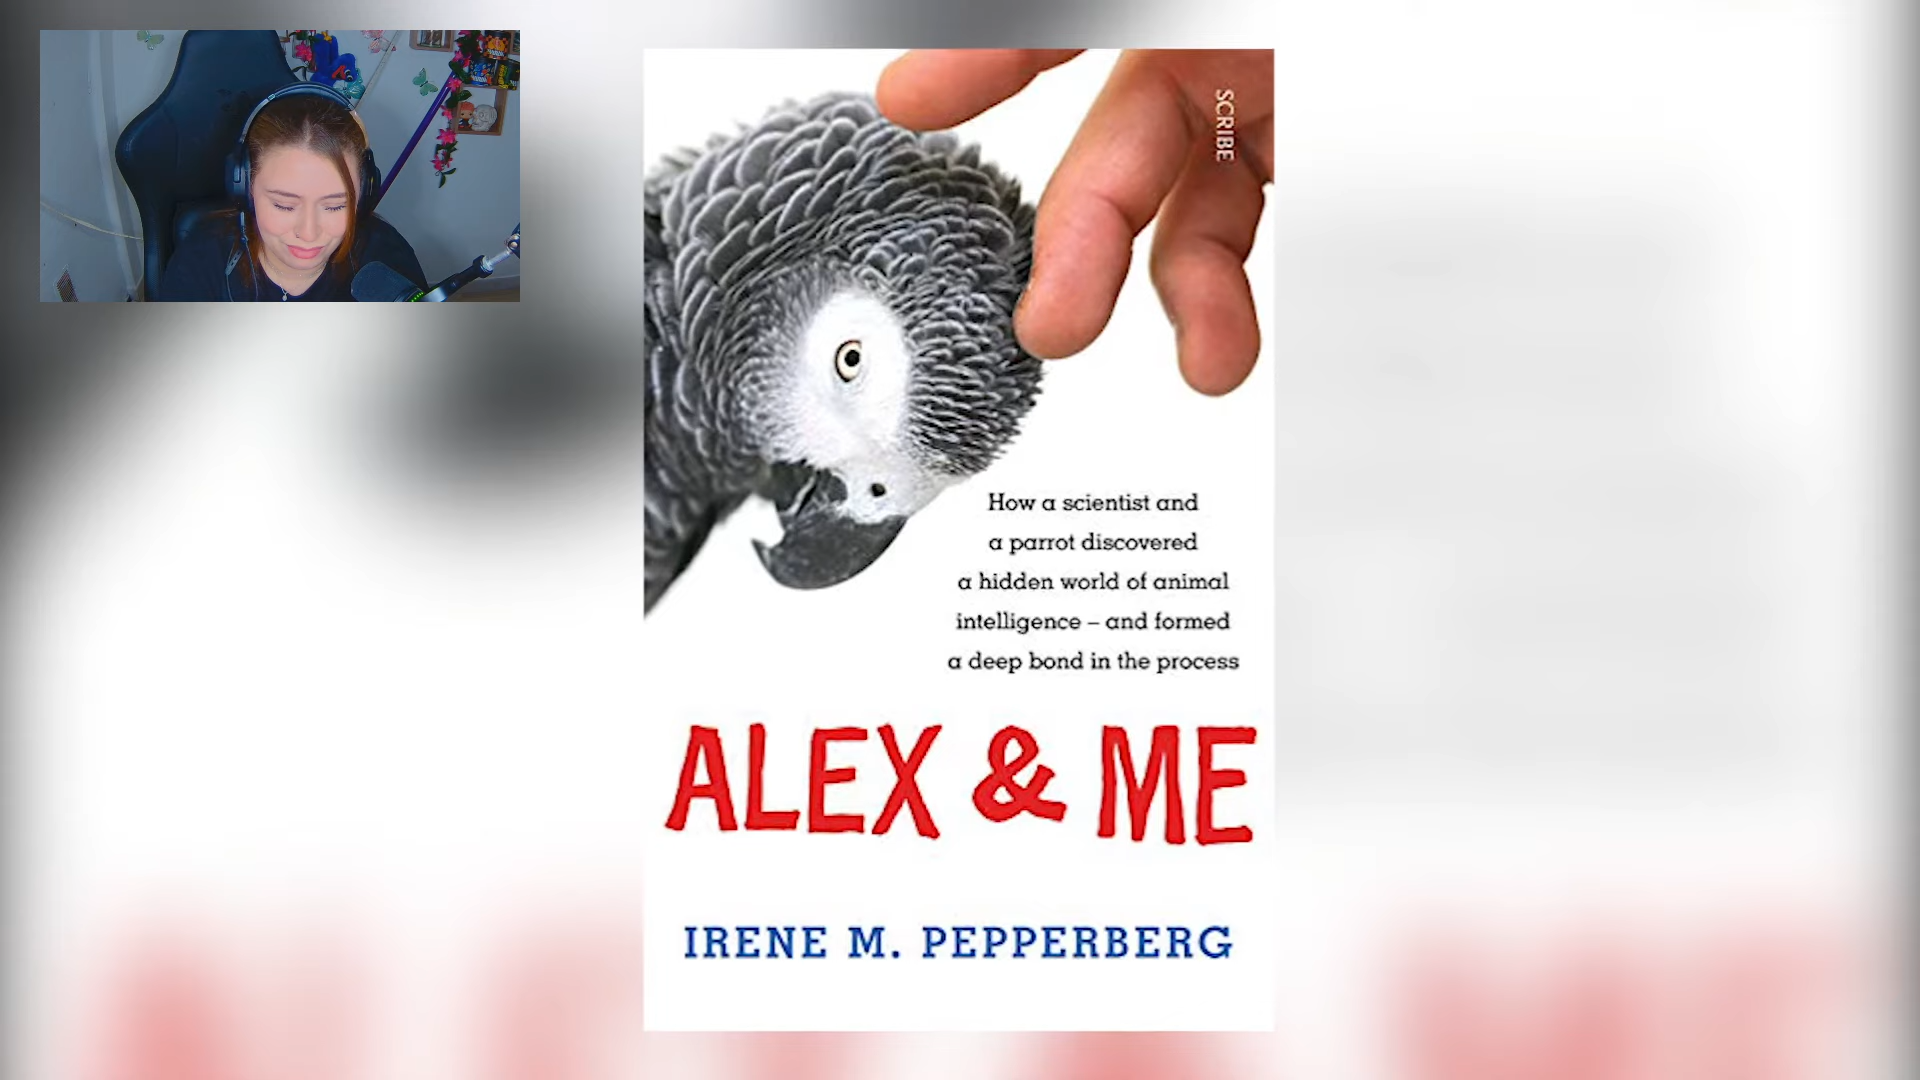 SCRIBE
How a scientist and
a parrot discovered
a hidden world of animal
intelligence – and formed
a deep bond in the process
ALEX & ME
IRENE M. PEPPERBERG